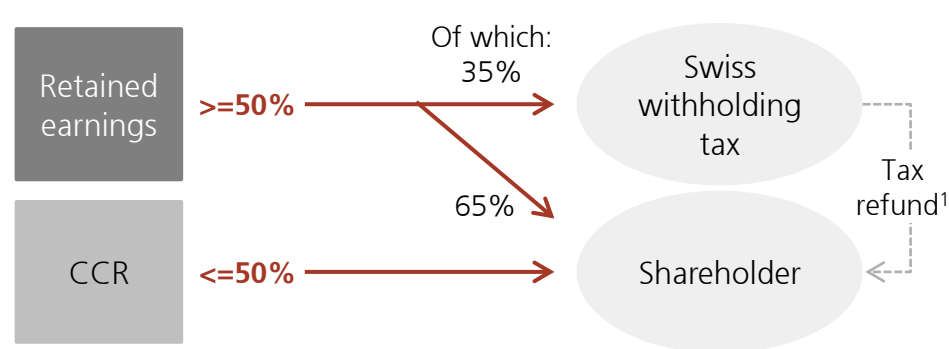 Of which:
35%
Retained
earnings
>=50%
Swiss
withholding
tax
Tax
refund1
65%
CCR
<=50%
Shareholder